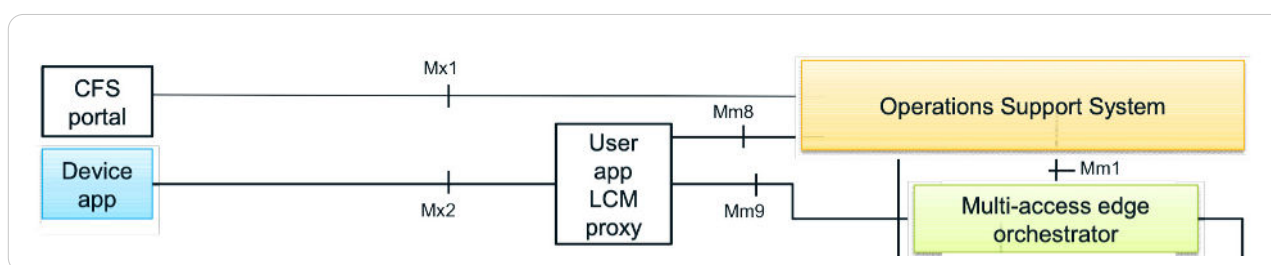 CFS
portal
Mx1
Operations Support System
Mm8
Device
app
Mx2
User
app
LCM
proxy
Mm9
Mm1
Multi-access edge
orchestrator